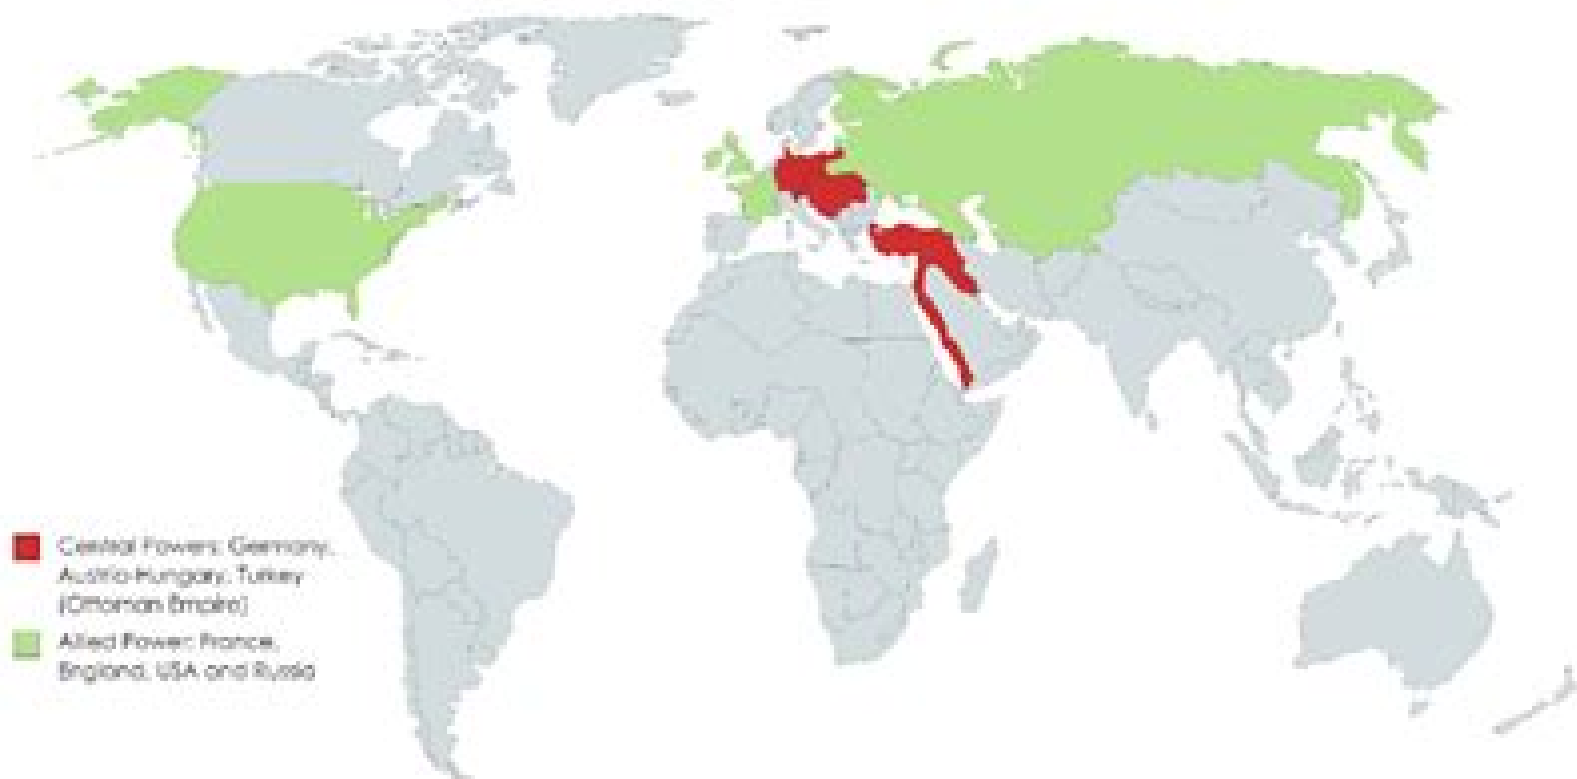 Central Powers: Germany,
Austria-Hungary, Turkey
(Ottoman Empire)
Allied Power: France,
England, USA and Russia